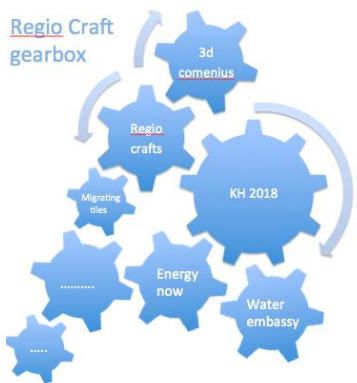 Regio Craft
gearbox
3d
comenius
Regio
crafts
KH 2018
Migrating
tiles
..........
Energy
now
Water
embassy
.....